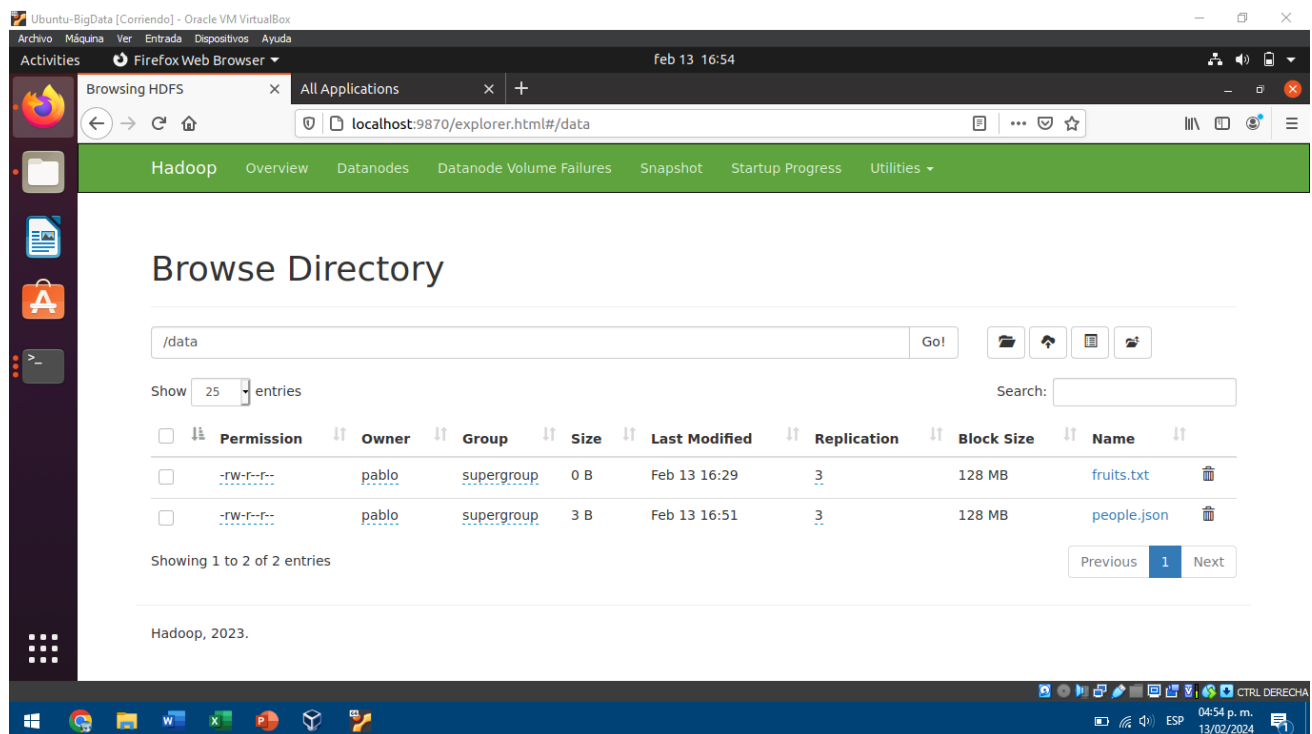 Ubuntu-BigData [Corriendo] - Oracle VM VirtualBox
Archivo Máquina Ver Entrada Dispositivos Ayuda
Activities Firefox Web Browser feb 13 16:54
Browsing HDFS All Applications
localhost:9870/explorer.html#/data
Hadoop Overview Datanodes Datanode Volume Failures Snapshot Startup Progress Utilities
Browse Directory
/data Go!
Show 25 entries Search:
Permission Owner Group Size Last Modified Replication Block Size Name
-rw-r--r-- pablo supergroup 0 B Feb 13 16:29 3 128 MB fruits.txt
-rw-r--r-- pablo supergroup 3 B Feb 13 16:51 3 128 MB people.json
Showing 1 to 2 of 2 entries Previous 1 Next
Hadoop, 2023.
CTRL DERECHA
ESP 04:54 p. m.
13/02/2024